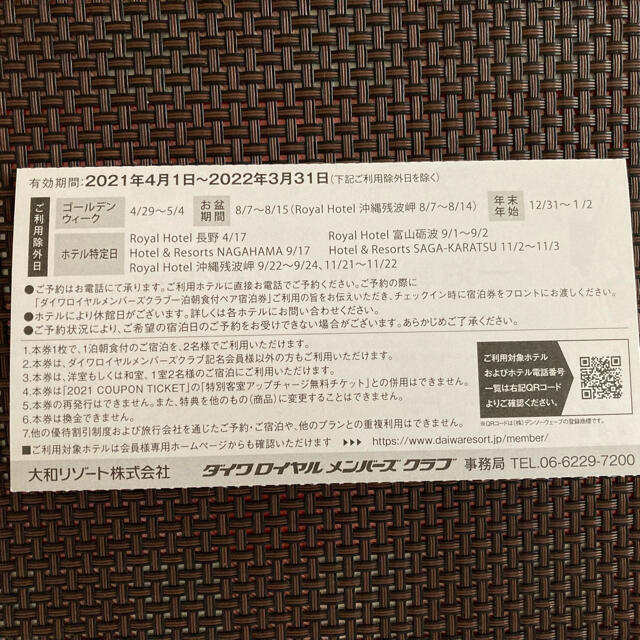 有効期間：2021年4月1日～2022年3月31日（下記ご利用除外日を除く）
ご利用除外日
ゴールデンウィーク 4/29～5/4 お盆期間 8/7～8/15（Royal Hotel 沖縄残波岬 8/7～8/14） 年末年始 12/31～1/2
ホテル特定日 Royal Hotel 長野 4/17 Royal Hotel 富山砺波 9/1～9/2
Hotel & Resorts NAGAHAMA 9/17 Hotel & Resorts SAGA-KARATSU 11/2～11/3
Royal Hotel 沖縄残波岬 9/22～9/24、11/21～11/22
●ご予約はお電話にて承ります。ご利用ホテルに直接お電話でご予約ください。ご予約の際に
「ダイワロイヤルメンバーズクラブ一泊朝食付ペア宿泊券」ご利用の旨をお伝えいただき、チェックイン時に宿泊券をフロントにお渡しください。
●ホテルにより休館日がございます。詳しくは各ホテルにお問い合わせください。
●ご予約状況により、ご希望の宿泊日のご予約をお受けできない場合がございます。あらかじめご了承ください。
1.本券1枚で、1泊朝食付のご宿泊を、2名様でご利用いただけます。
2.本券は、ダイワロイヤルメンバーズクラブ記名会員様以外の方もご利用いただけます。
3.本券は、洋室もしくは和室、1室2名様のご宿泊にご利用いただけます。
4.本券は「2021 COUPON TICKET」の「特別客室アップチャージ無料チケット」との併用はできません。
5.本券の再発行はできません。また、特典を他のもの（商品）に変更することはできません。
6.本券は換金できません。
7.他の優待割引制度および旅行会社を通じたご予約・ご宿泊や、他のプランとの重複利用はできません。
ご利用対象ホテル
およびホテル電話番号
一覧は右記QRコード
よりご確認ください。
※QRコードは（株）デンソーウェーブの登録商標です。
■ご利用対象ホテルは会員様専用ホームページからも確認いただけます ▶▶▶ https://www.daiwaresort.jp/member/
大和リゾート株式会社 ダイワロイヤルメンバーズクラブ 事務局 TEL.06-6229-7200